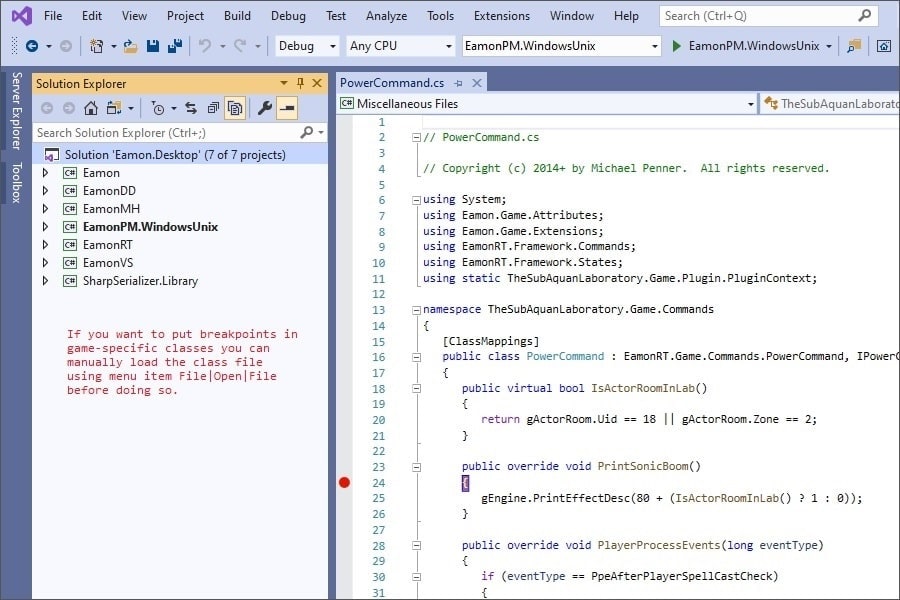 File Edit View Project Build Debug Test Analyze Tools Extensions Window Help Search (Ctrl+Q)
Debug Any CPU EamonPM.WindowsUnix EamonPM.WindowsUnix
Server Explorer
Toolbox
Solution Explorer
Search Solution Explorer (Ctrl+;)
Solution 'Eamon.Desktop' (7 of 7 projects)
C# Eamon
C# EamonDD
C# EamonMH
C# EamonPM.WindowsUnix
C# EamonRT
C# EamonVS
C# SharpSerializer.Library
If you want to put breakpoints in
game-specific classes you can
manually load the class file
using menu item File|Open|File
before doing so.
PowerCommand.cs
C# Miscellaneous Files TheSubAquanLaborato
1
2 // PowerCommand.cs
3
4 // Copyright (c) 2014+ by Michael Penner.  All rights reserved.
5
6 using System;
7 using Eamon.Game.Attributes;
8 using Eamon.Game.Extensions;
9 using EamonRT.Framework.Commands;
10 using EamonRT.Framework.States;
11 using static TheSubAquanLaboratory.Game.Plugin.PluginContext;
12
13 namespace TheSubAquanLaboratory.Game.Commands
14 {
15 [ClassMappings]
16 public class PowerCommand : EamonRT.Game.Commands.PowerCommand, IPowerC
17 {
18 public virtual bool IsActorRoomInLab()
19 {
20 return gActorRoom.Uid == 18 || gActorRoom.Zone == 2;
21 }
22
23 public override void PrintSonicBoom()
24 {
25 gEngine.PrintEffectDesc(80 + (IsActorRoomInLab() ? 1 : 0));
26 }
27
28 public override void PlayerProcessEvents(long eventType)
29 {
30 if (eventType == PpeAfterPlayerSpellCastCheck)
31 {